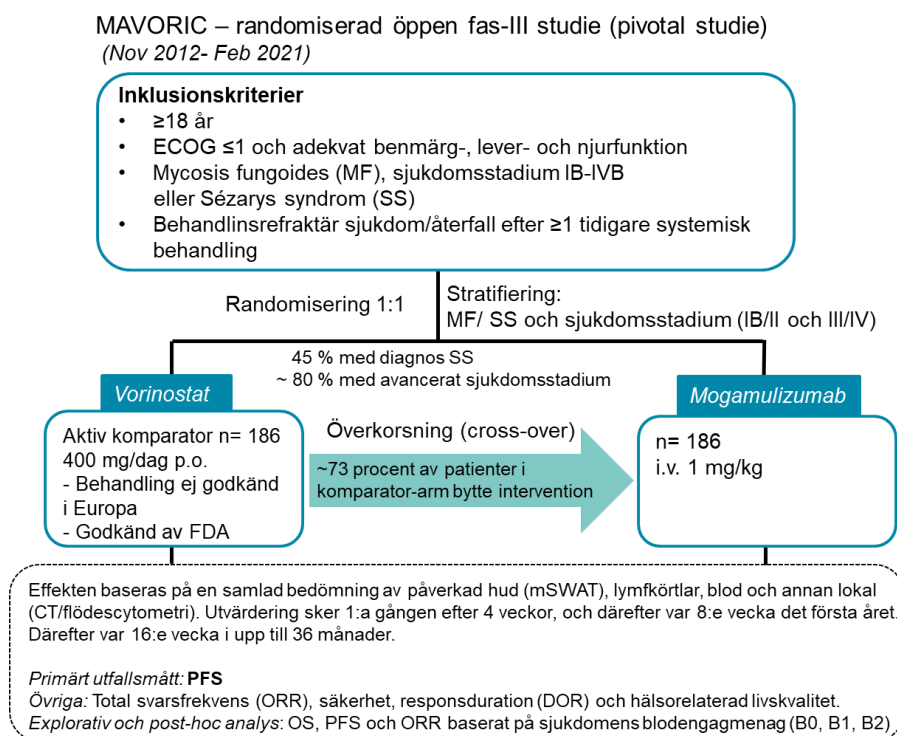 MAVORIC – randomiserad öppen fas-III studie (pivotal studie)
(Nov 2012- Feb 2021)
Inklusionskriterier
• ≥18 år
• ECOG ≤1 och adekvat benmärg-, lever- och njurfunktion
• Mycosis fungoides (MF), sjukdomsstadium IB-IVB
eller Sézarys syndrom (SS)
• Behandlinsrefraktär sjukdom/återfall efter ≥1 tidigare systemisk
behandling
Randomisering 1:1
Stratifiering:
MF/ SS och sjukdomsstadium (IB/II och III/IV)
45 % med diagnos SS
~ 80 % med avancerat sjukdomsstadium
Vorinostat
Aktiv komparator n= 186
400 mg/dag p.o.
- Behandling ej godkänd
i Europa
- Godkänd av FDA
Överkorsning (cross-over)
~73 procent av patienter i
komparator-arm bytte intervention
Mogamulizumab
n= 186
i.v. 1 mg/kg
Effekten baseras på en samlad bedömning av påverkad hud (mSWAT), lymfkörtlar, blod och annan lokal
(CT/flödescytometri). Utvärdering sker 1:a gången efter 4 veckor, och därefter var 8:e vecka det första året.
Därefter var 16:e vecka i upp till 36 månader.
Primärt utfallsmått: PFS
Övriga: Total svarsfrekvens (ORR), säkerhet, responsduration (DOR) och hälsorelaterad livskvalitet.
Explorativ och post-hoc analys: OS, PFS och ORR baserat på sjukdomens blodengagmenag (B0, B1, B2)